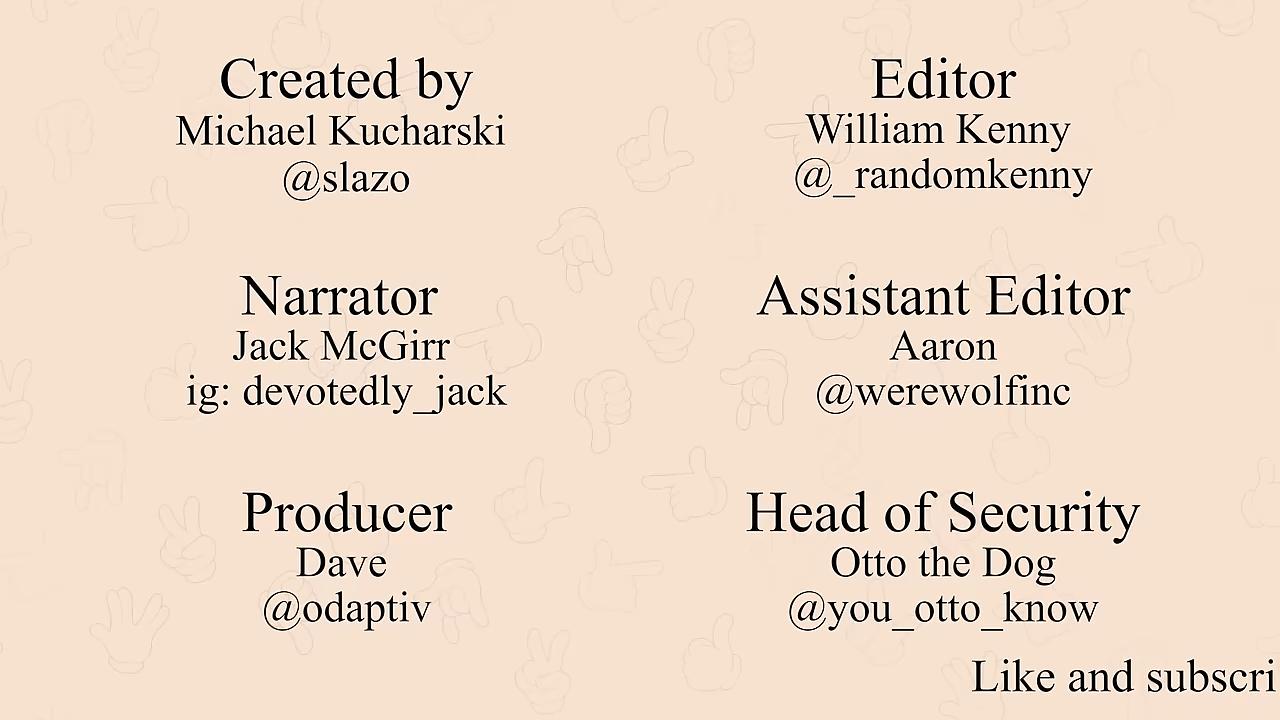 Created by
Michael Kucharski
@slazo
Editor
William Kenny
@_randomkenny
Narrator
Jack McGirr
ig: devotedly_jack
Assistant Editor
Aaron
@werewolfinc
Producer
Dave
@odaptiv
Head of Security
Otto the Dog
@you_otto_know
Like and subscri